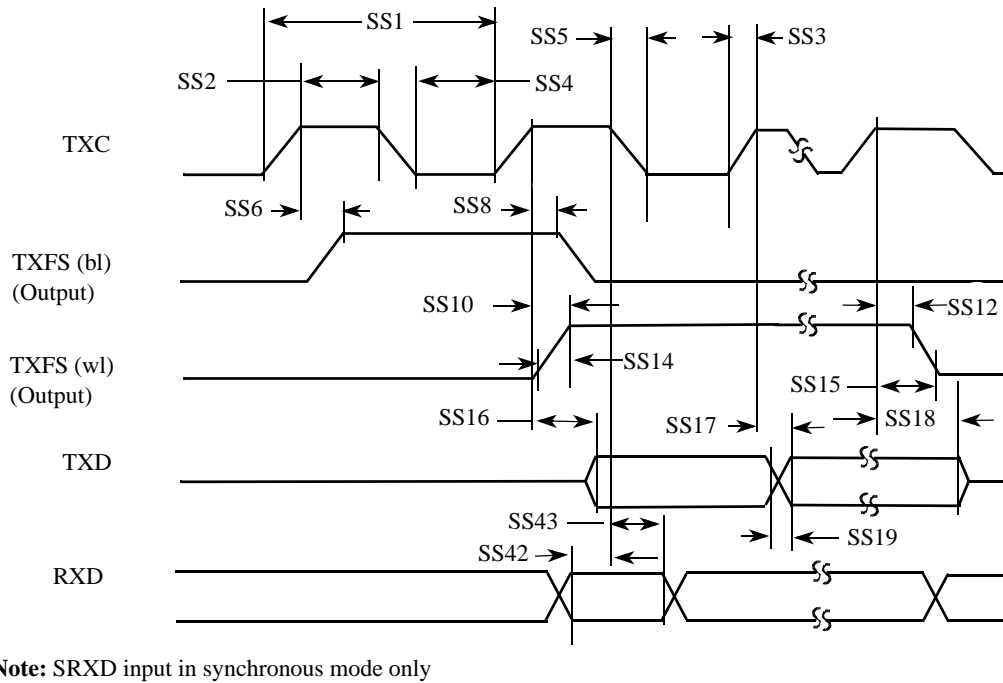 SS1
SS5
SS3
SS2
SS4
TXC
SS6
SS8
TXFS (bl)
(Output)
SS10
SS12
TXFS (wl)
(Output)
SS14
SS15
SS16
SS17
SS18
TXD
SS43
SS19
SS42
RXD
Note: SRXD input in synchronous mode only